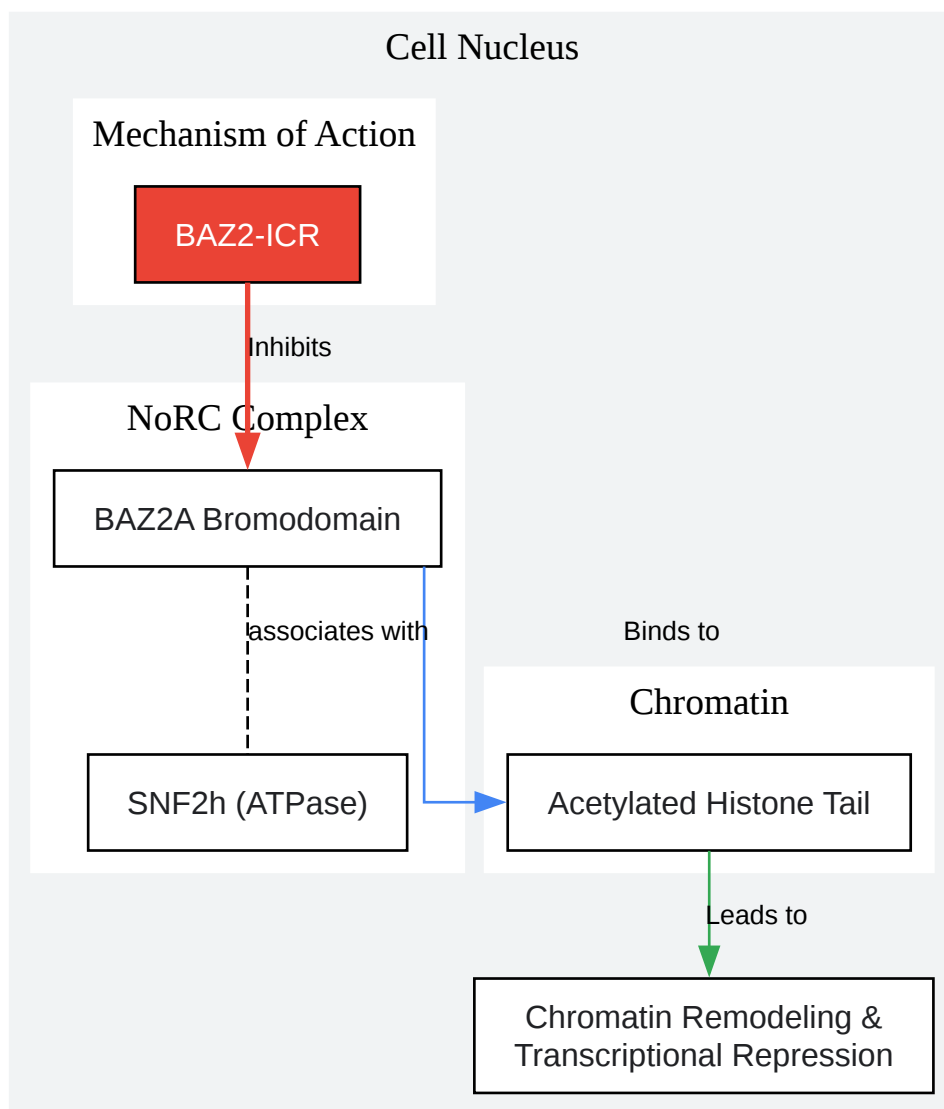 Cell Nucleus
Mechanism of Action
BAZ2-ICR
Inhibits
NoRC Complex
BAZ2A Bromodomain
associates with
Binds to
Chromatin
SNF2h (ATPase)
Acetylated Histone Tail
Leads to
Chromatin Remodeling &
Transcriptional Repression